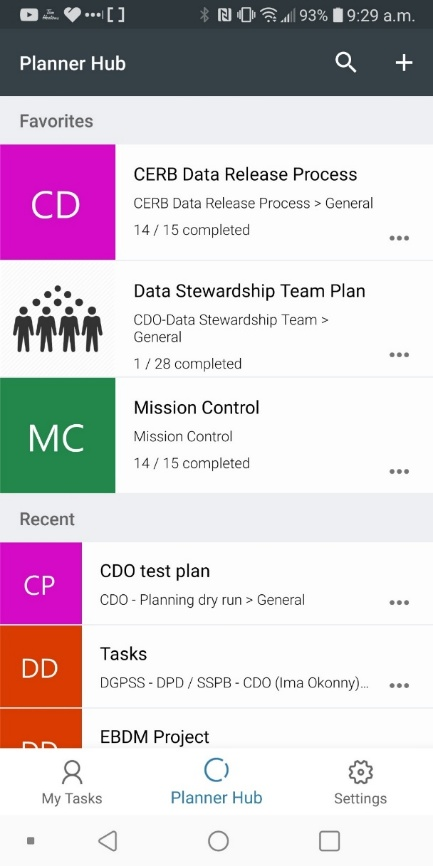 93% 9:29 a.m.
Planner Hub
Favorites
CD
CERB Data Release Process
CERB Data Release Process > General
14 / 15 completed
Data Stewardship Team Plan
CDO-Data Stewardship Team >
General
1 / 28 completed
MC
Mission Control
Mission Control
14 / 15 completed
Recent
CP
CDO test plan
CDO - Planning dry run > General
DD
Tasks
DGPSS - DPD / SSPB - CDO (Ima Okonny)...
DD
EBDM Project
My Tasks
Planner Hub
Settings